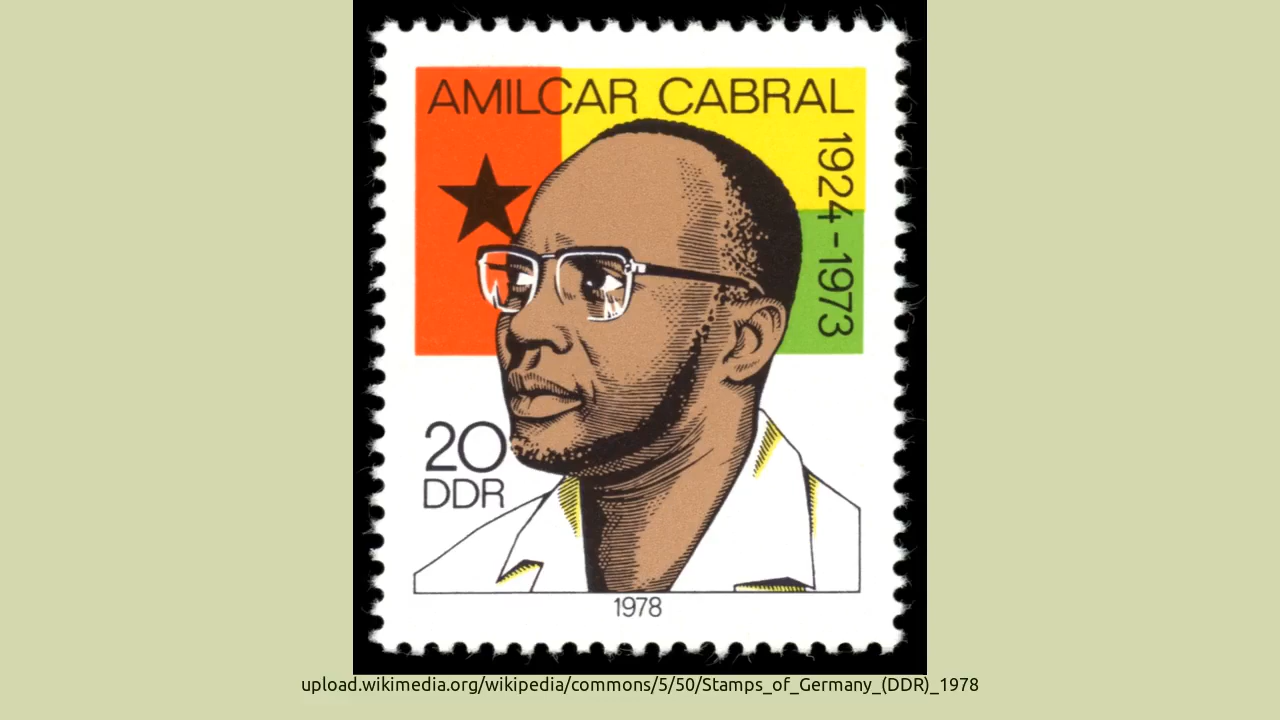 AMILCAR CABRAL
1924-1973
20
DDR
1978
upload.wikimedia.org/wikipedia/commons/5/50/Stamps_of_Germany_(DDR)_1978